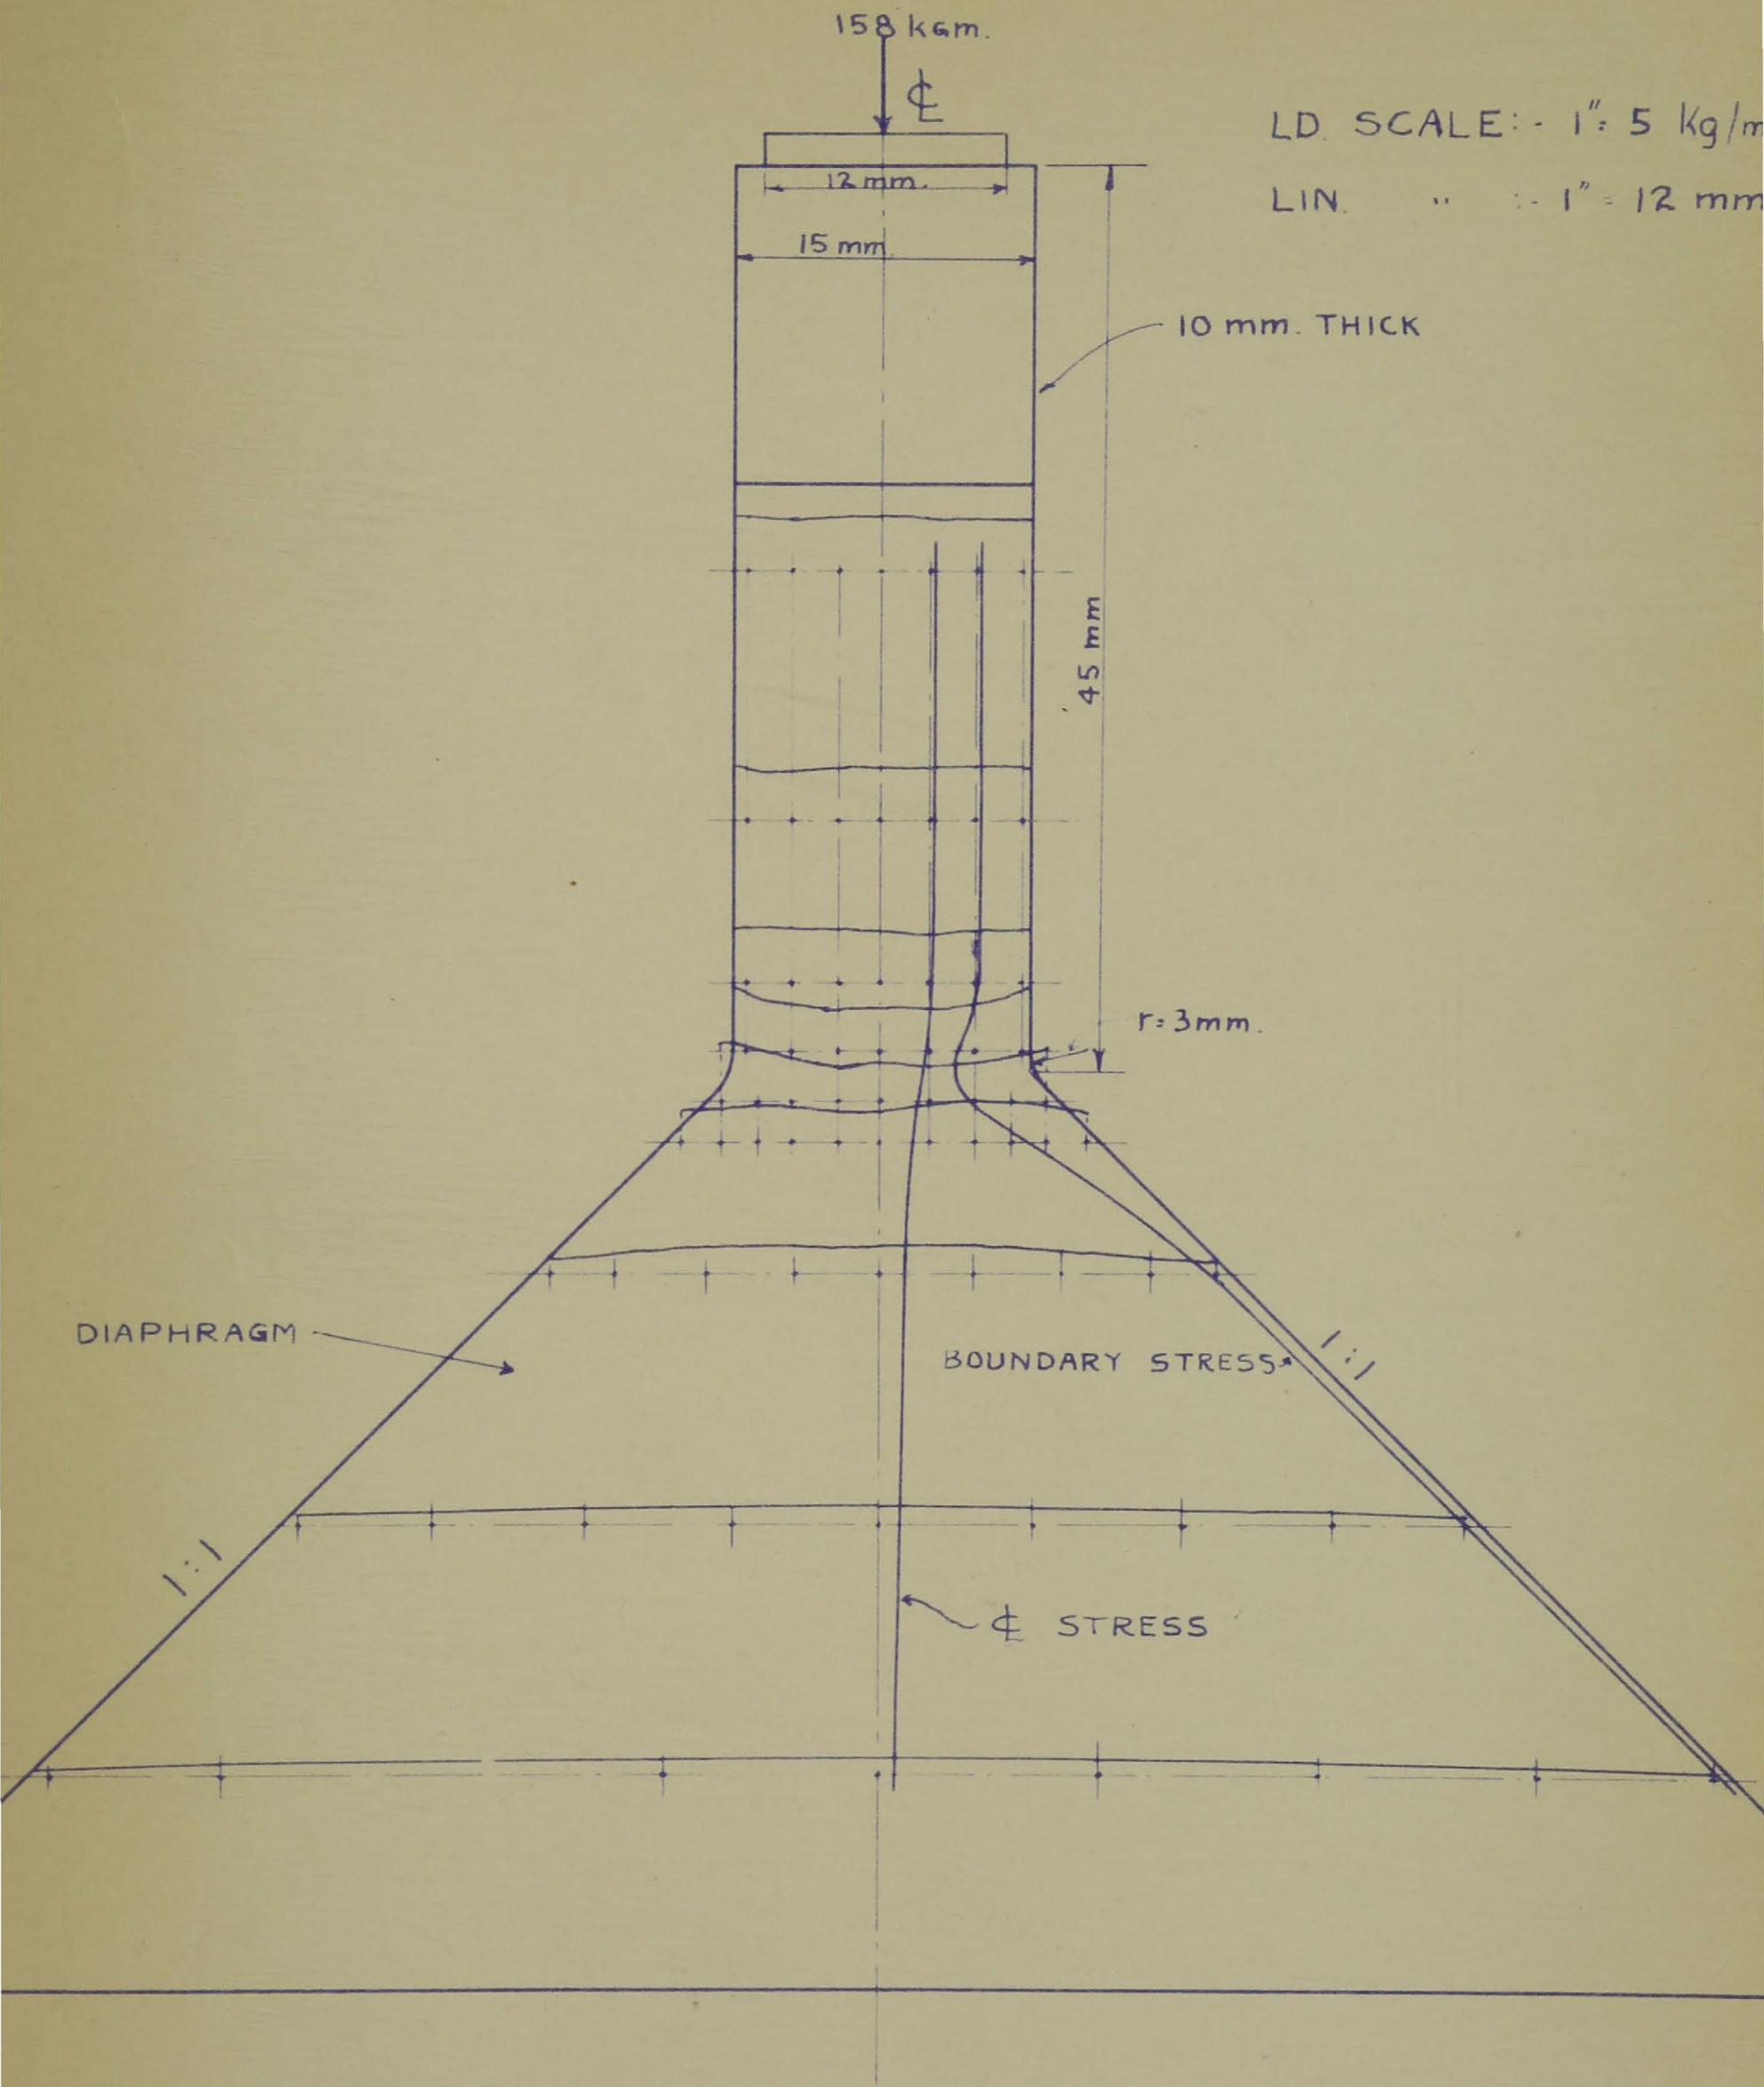 158 kGm.
℄
LD. SCALE:- 1"= 5 Kg/m
LIN. " :- 1" = 12 mm
12 mm.
15 mm
10 mm. THICK
45 mm
r=3mm.
DIAPHRAGM
BOUNDARY STRESS
1:1
1:1
℄ STRESS